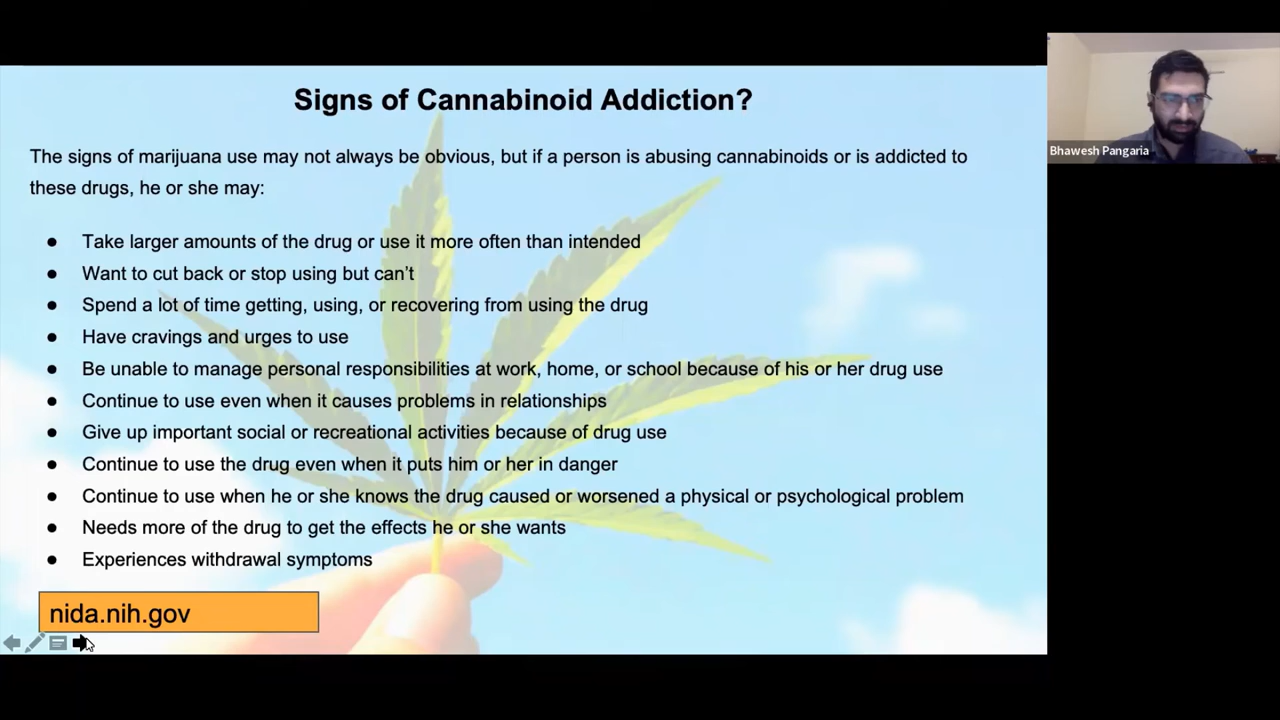 Signs of Cannabinoid Addiction?
The signs of marijuana use may not always be obvious, but if a person is abusing cannabinoids or is addicted to
these drugs, he or she may:
● Take larger amounts of the drug or use it more often than intended
● Want to cut back or stop using but can’t
● Spend a lot of time getting, using, or recovering from using the drug
● Have cravings and urges to use
● Be unable to manage personal responsibilities at work, home, or school because of his or her drug use
● Continue to use even when it causes problems in relationships
● Give up important social or recreational activities because of drug use
● Continue to use the drug even when it puts him or her in danger
● Continue to use when he or she knows the drug caused or worsened a physical or psychological problem
● Needs more of the drug to get the effects he or she wants
● Experiences withdrawal symptoms
nida.nih.gov
Bhawesh Pangaria